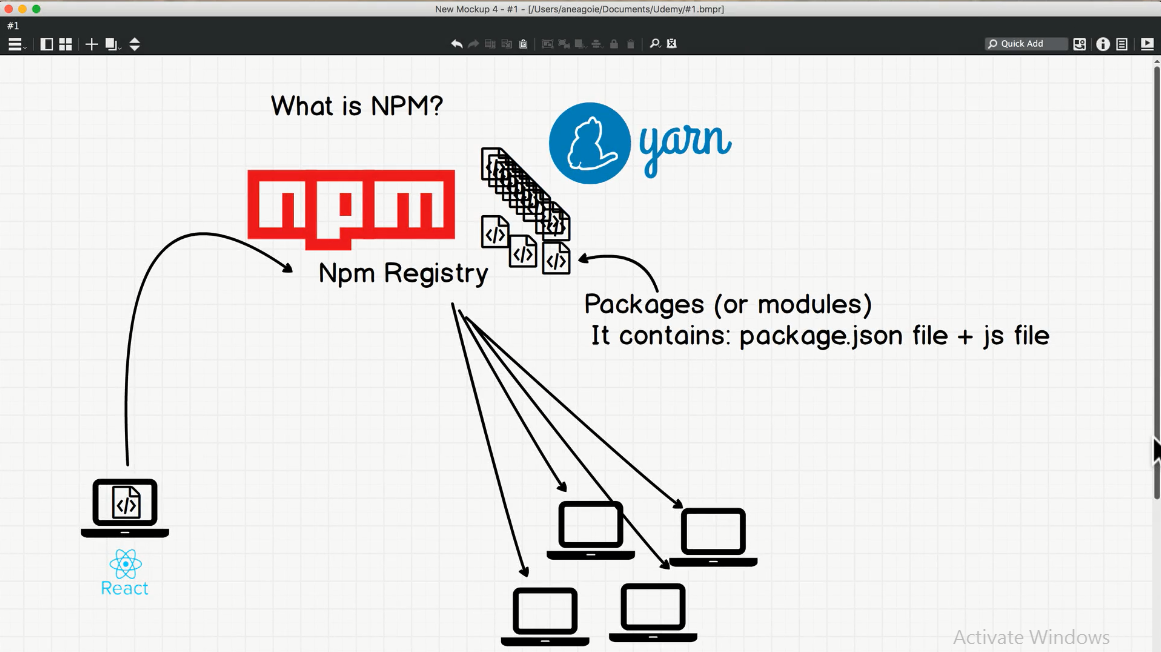 New Mockup 4 - #1 - [/Users/aneagoie/Documents/Udemy/#1.bmpr]
#1
Quick Add
What is NPM?
yarn
npm
Npm Registry
Packages (or modules)
It contains: package.json file + js file
React
Activate Windows